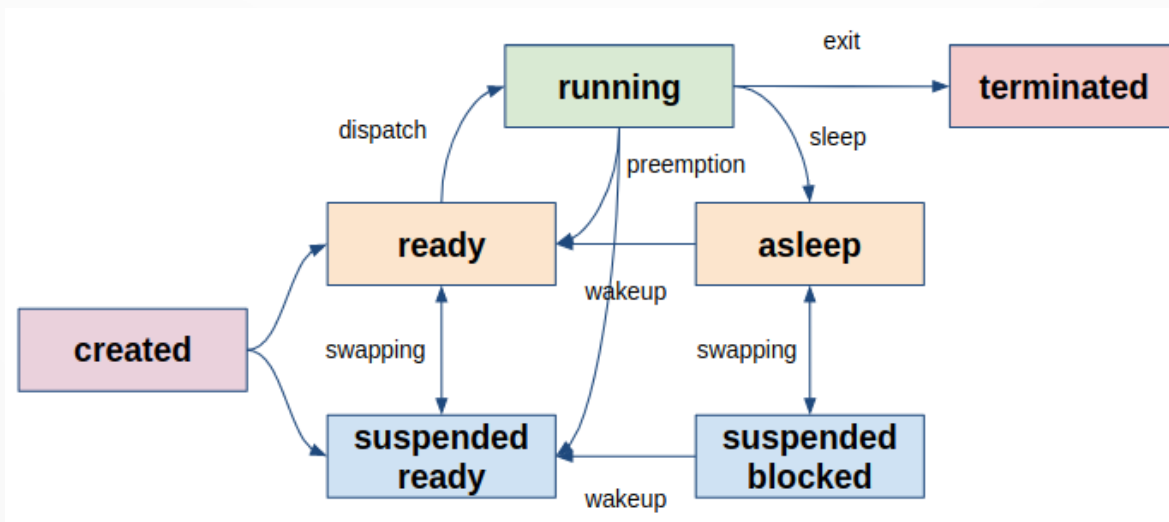 exit
running
terminated
dispatch
sleep
preemption
ready
asleep
wakeup
created
swapping
swapping
suspended
ready
suspended
blocked
wakeup